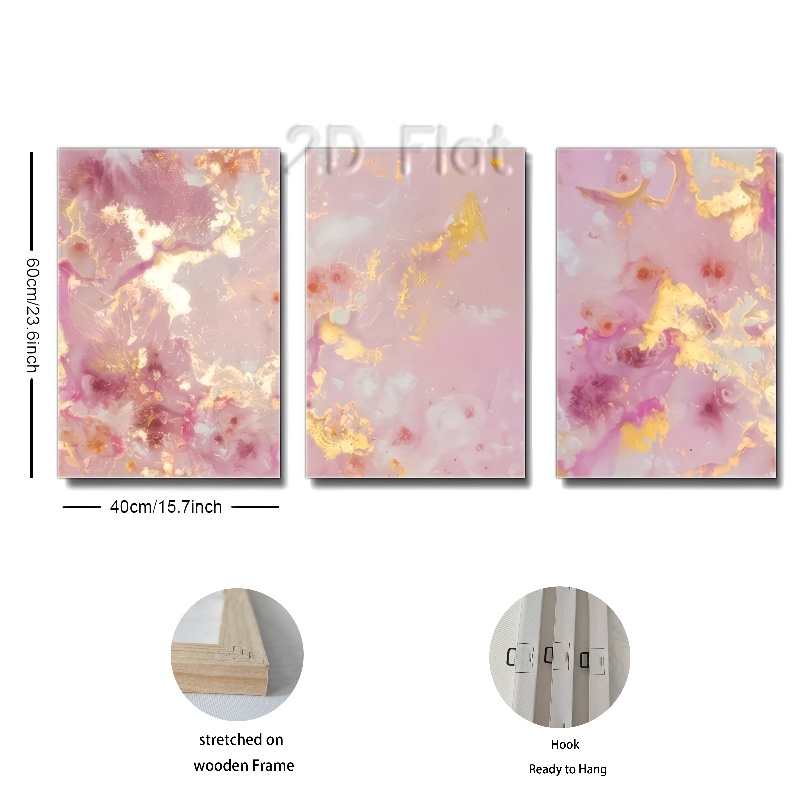 2D Flat
60cm/23.6inch
40cm/15.7inch
stretched on
wooden Frame
Hook
Ready to Hang